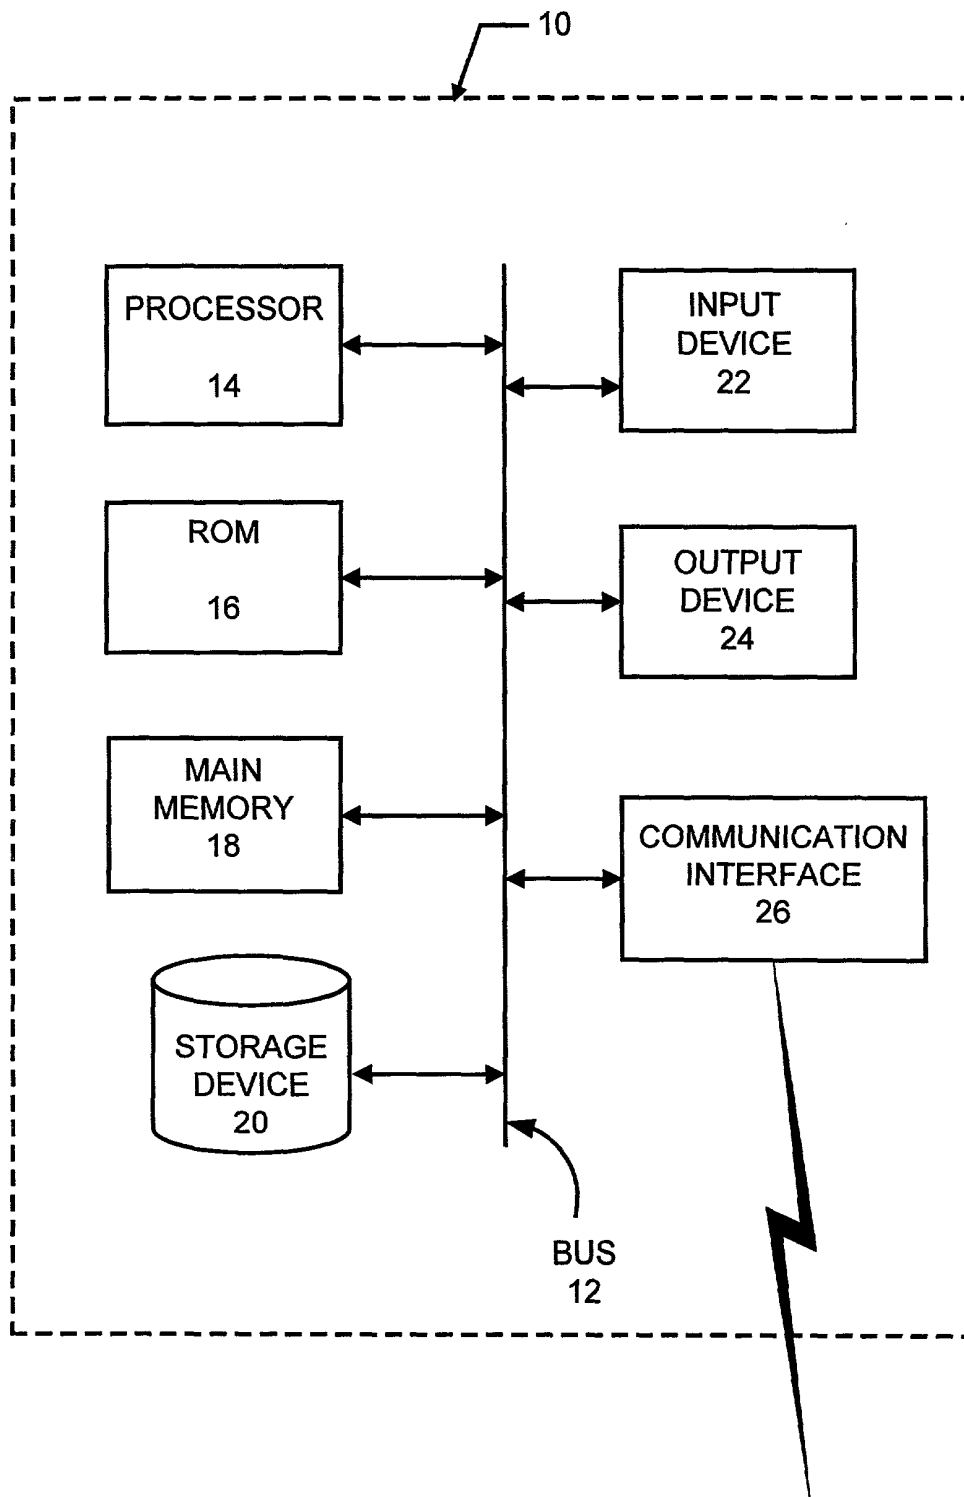 10
PROCESSOR
14
INPUT
DEVICE
22
ROM
16
OUTPUT
DEVICE
24
MAIN
MEMORY
18
COMMUNICATION
INTERFACE
26
STORAGE
DEVICE
20
BUS
12